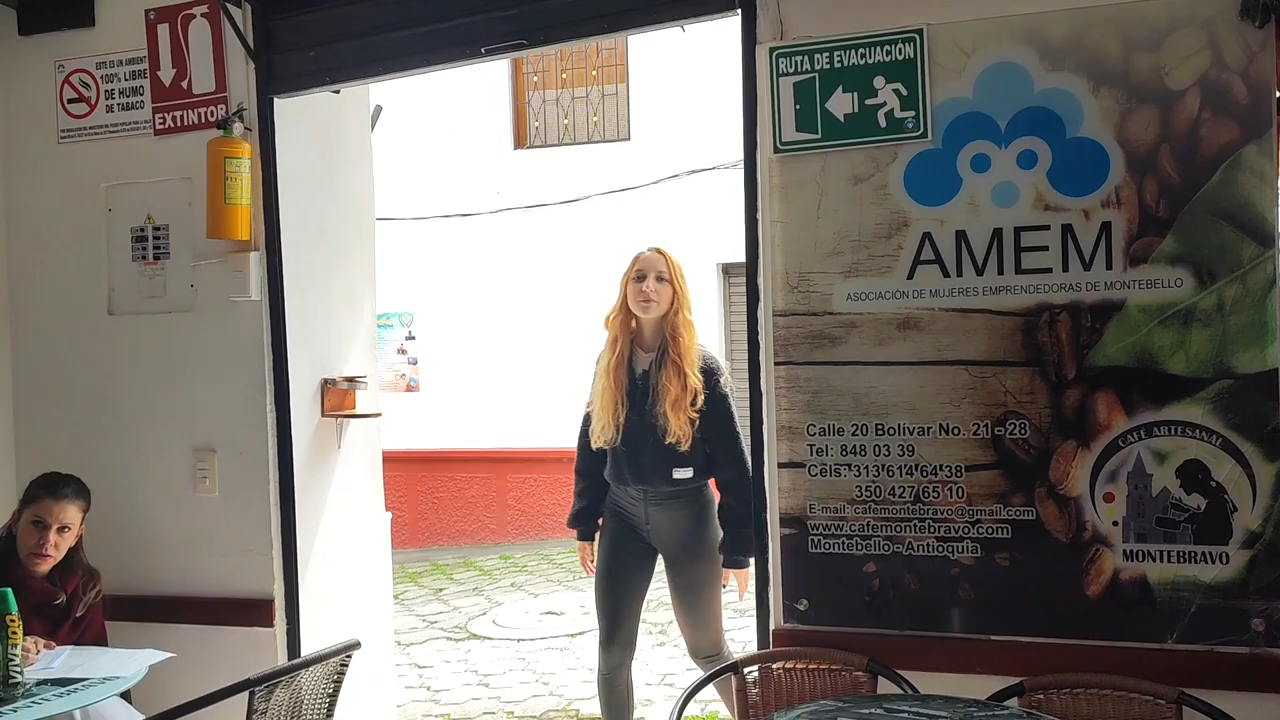 ESTE ES UN AMBIENTE
100% LIBRE
DE HUMO
DE TABACO
EXTINTOR
RUTA DE EVACUACIÓN
AMEM
ASOCIACIÓN DE MUJERES EMPRENDEDORAS DE MONTEBELLO
Calle 20 Bolívar No. 21 - 28
Tel: 848 03 39
Cels: 313 614 64 38
350 427 65 10
E-mail: cafemontebravo@gmail.com
www.cafemontebravo.com
Montebello - Antioquia
CAFÉ ARTESANAL
MONTEBRAVO
VIVE100